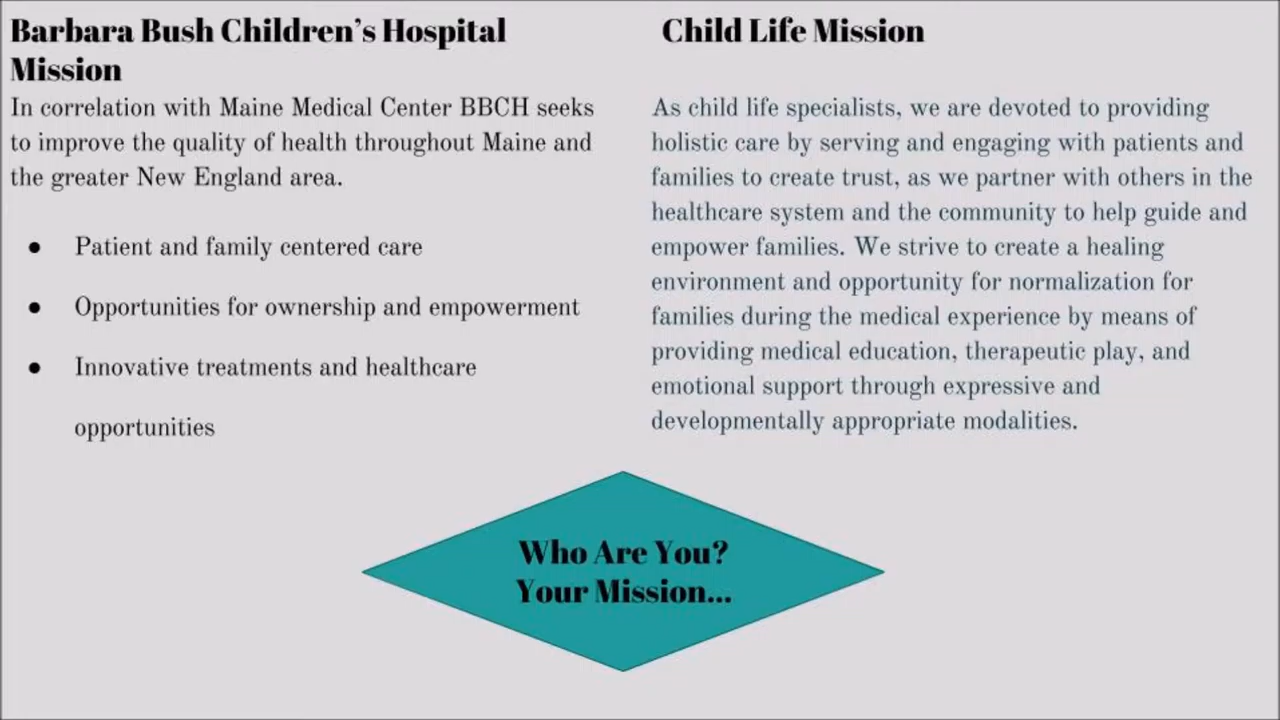 Barbara Bush Children's Hospital
Mission
In correlation with Maine Medical Center BBCH seeks
to improve the quality of health throughout Maine and
the greater New England area.
● Patient and family centered care
● Opportunities for ownership and empowerment
● Innovative treatments and healthcare
opportunities
Child Life Mission
As child life specialists, we are devoted to providing
holistic care by serving and engaging with patients and
families to create trust, as we partner with others in the
healthcare system and the community to help guide and
empower families. We strive to create a healing
environment and opportunity for normalization for
families during the medical experience by means of
providing medical education, therapeutic play, and
emotional support through expressive and
developmentally appropriate modalities.
Who Are You?
Your Mission...